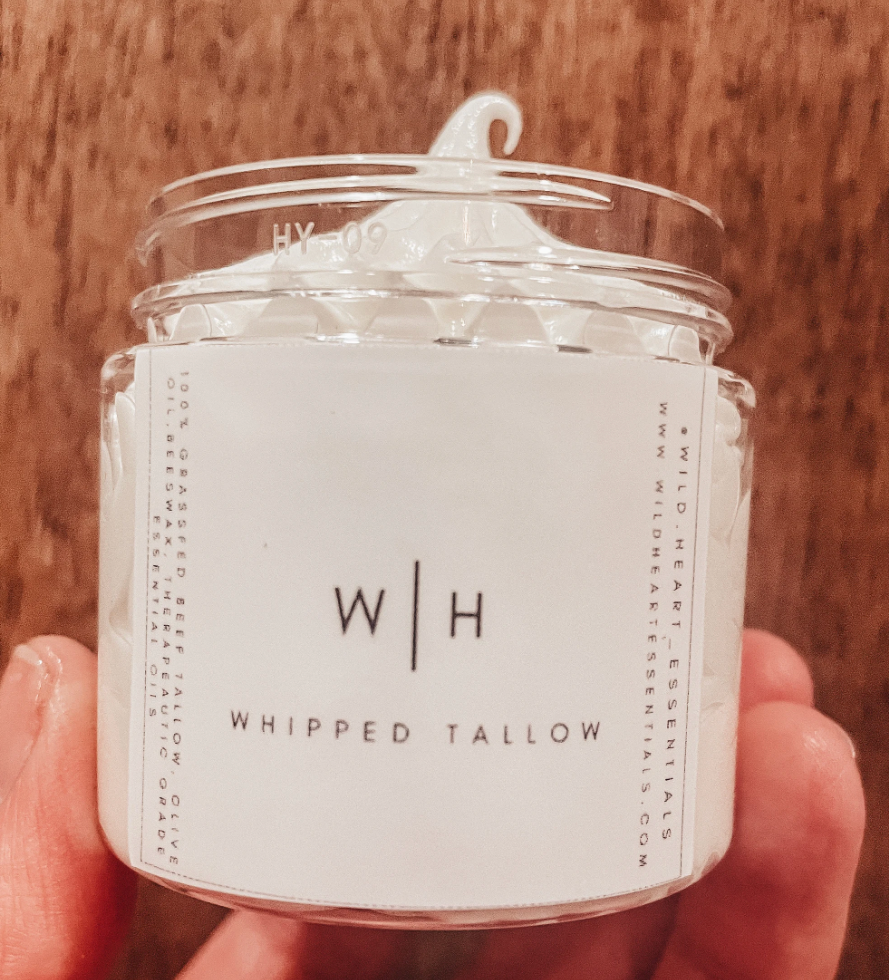 HY-09
100% GRASSFED BEEF TALLOW, OLIVE
OIL, BEESWAX, THERAPEAUTIC GRADE
ESSENTIAL OILS
W|H
WHIPPED TALLOW
@WILD.HEART_ESSENTIALS
WWW WILDHEARTESSENTIALS.COM